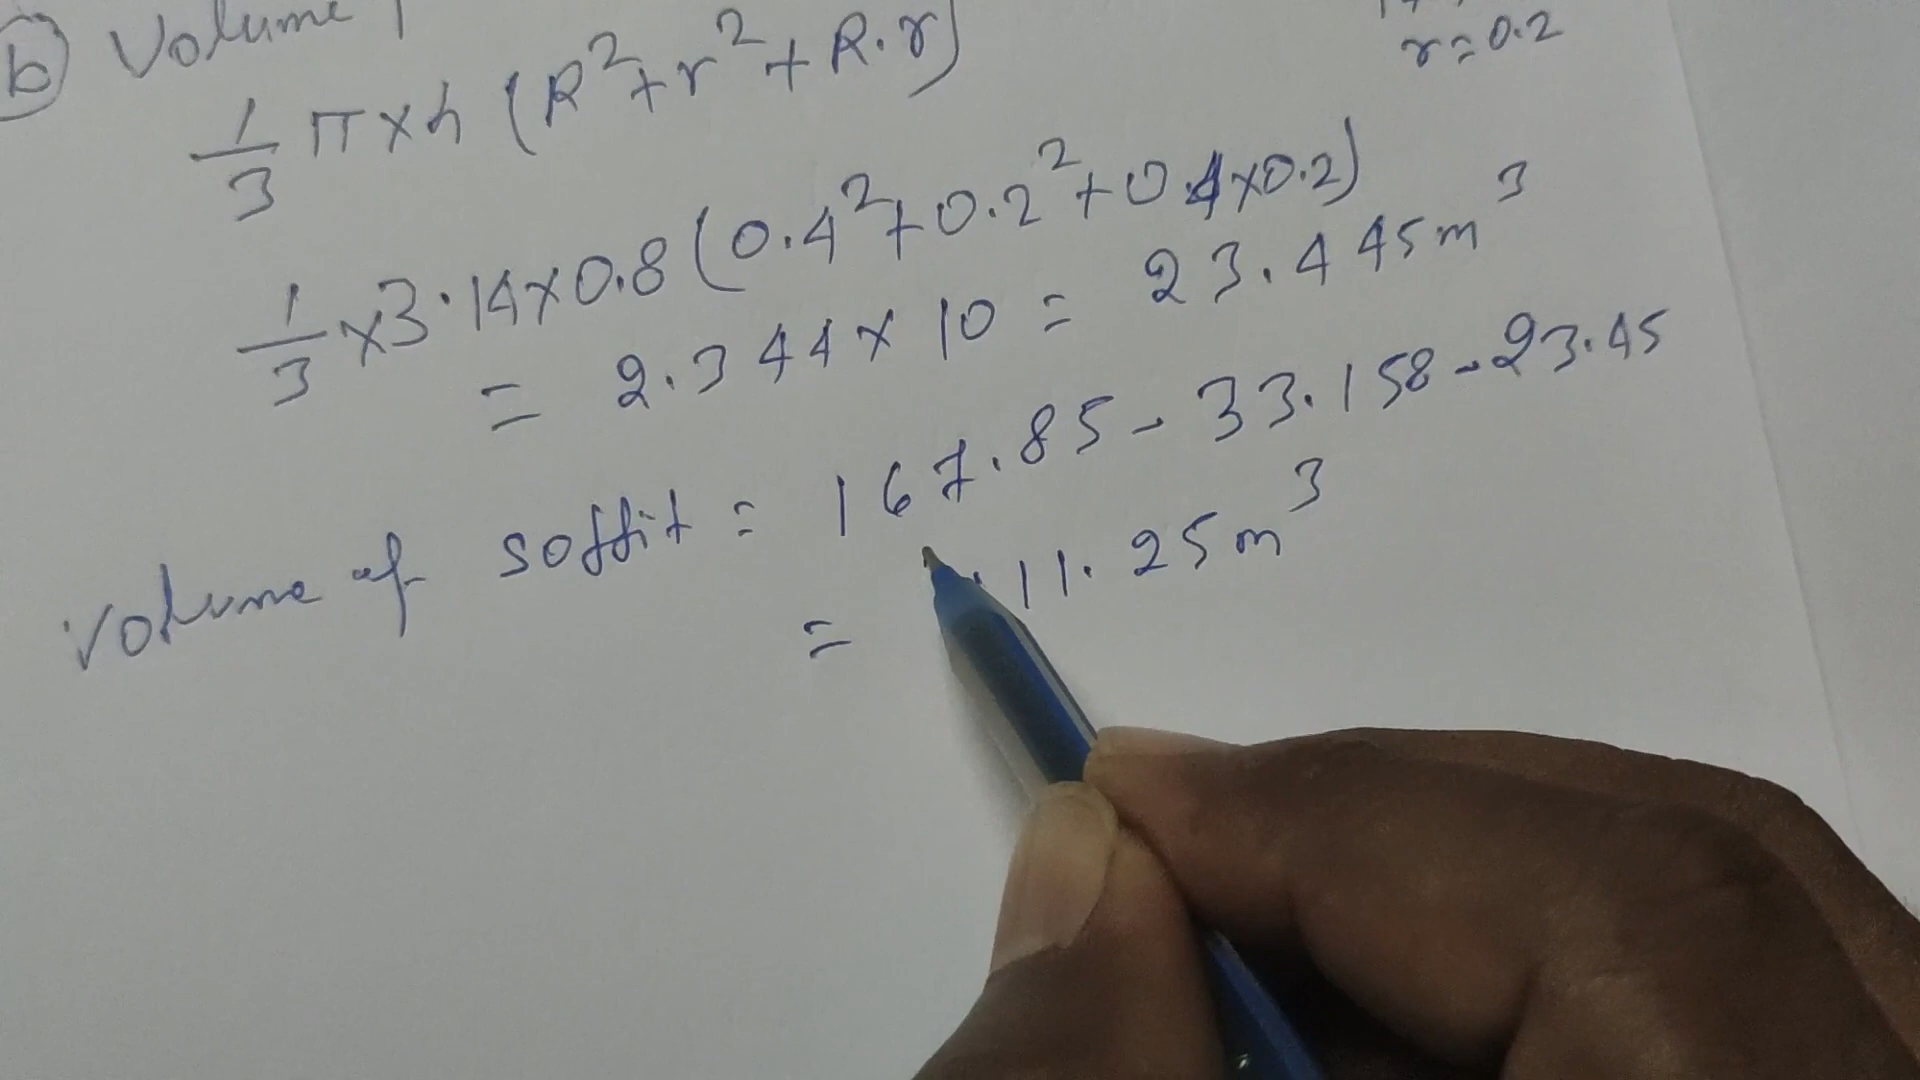 b Volume
r=0.2
1/3 π×h (R²+r²+R.r)
1/3 ×3.14×0.8(0.4²+0.2²+0.4×0.2)
= 2.344×10 = 23.445m³
Volume of soffit = 167.85-33.158-23.45
= 111.25m³